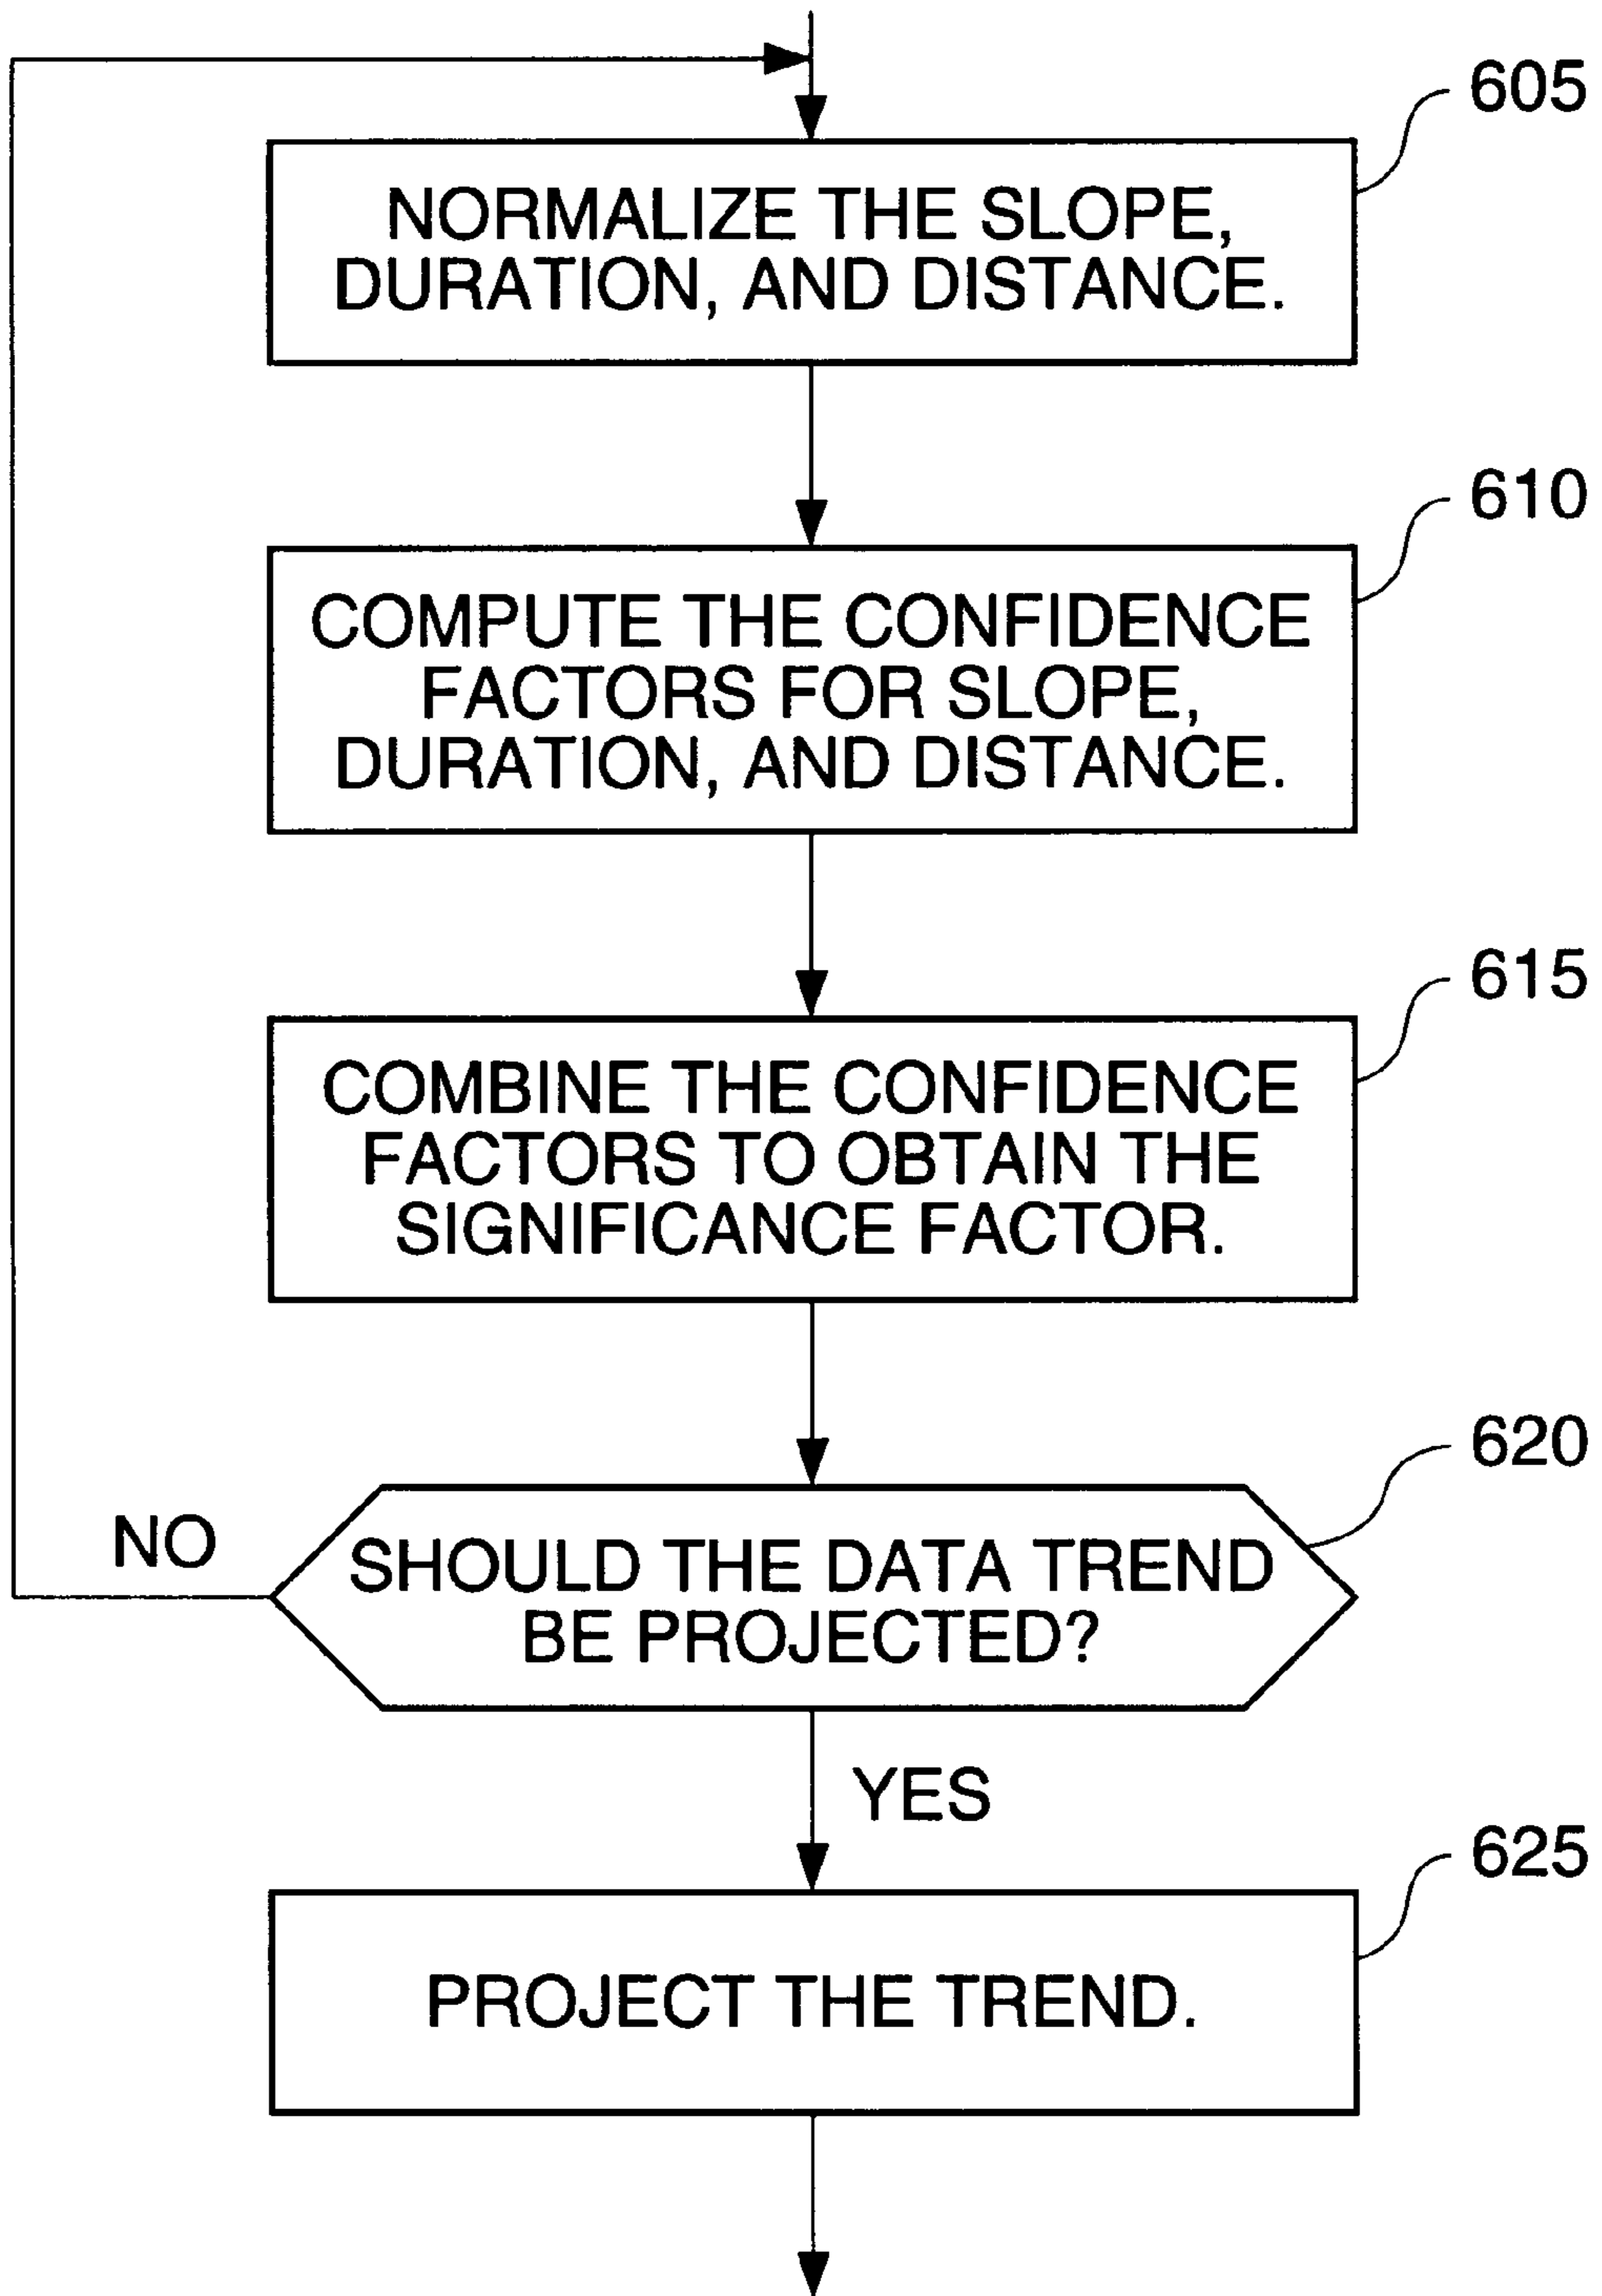 605
NORMALIZE THE SLOPE,
DURATION, AND DISTANCE.
610
COMPUTE THE CONFIDENCE
FACTORS FOR SLOPE,
DURATION, AND DISTANCE.
615
COMBINE THE CONFIDENCE
FACTORS TO OBTAIN THE
SIGNIFICANCE FACTOR.
620
NO
SHOULD THE DATA TREND
BE PROJECTED?
YES
625
PROJECT THE TREND.